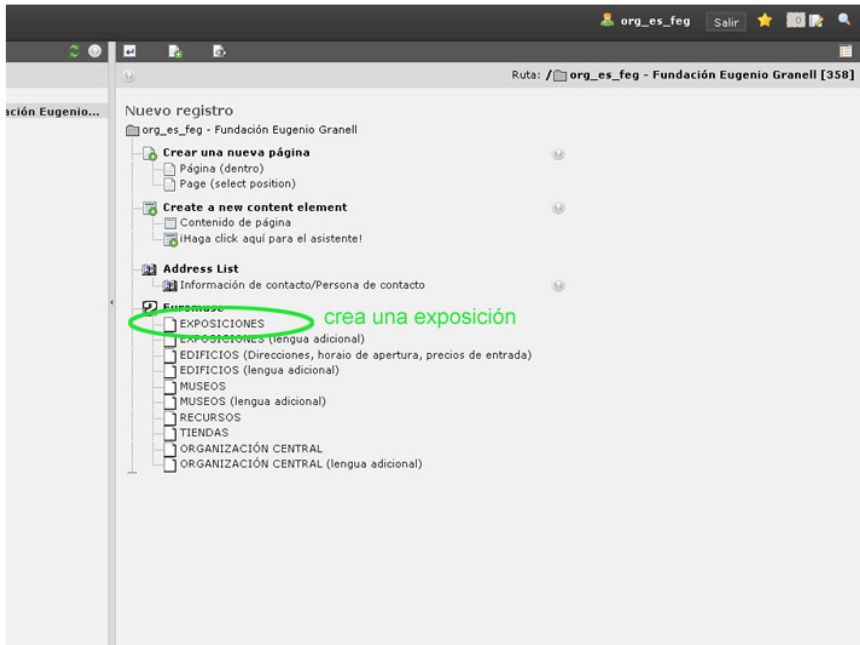 org_es_feg Salir 0
Ruta: /org_es_feg - Fundación Eugenio Granell [358]
ación Eugenio...
Nuevo registro
org_es_feg - Fundación Eugenio Granell
Crear una nueva página
Página (dentro)
Page (select position)
Create a new content element
Contenido de página
¡Haga click aquí para el asistente!
Address List
Información de contacto/Persona de contacto
Euromuse
crea una exposición
EXPOSICIONES
EXPOSICIONES (lengua adicional)
EDIFICIOS (Direcciones, horaio de apertura, precios de entrada)
EDIFICIOS (lengua adicional)
MUSEOS
MUSEOS (lengua adicional)
RECURSOS
TIENDAS
ORGANIZACIÓN CENTRAL
ORGANIZACIÓN CENTRAL (lengua adicional)